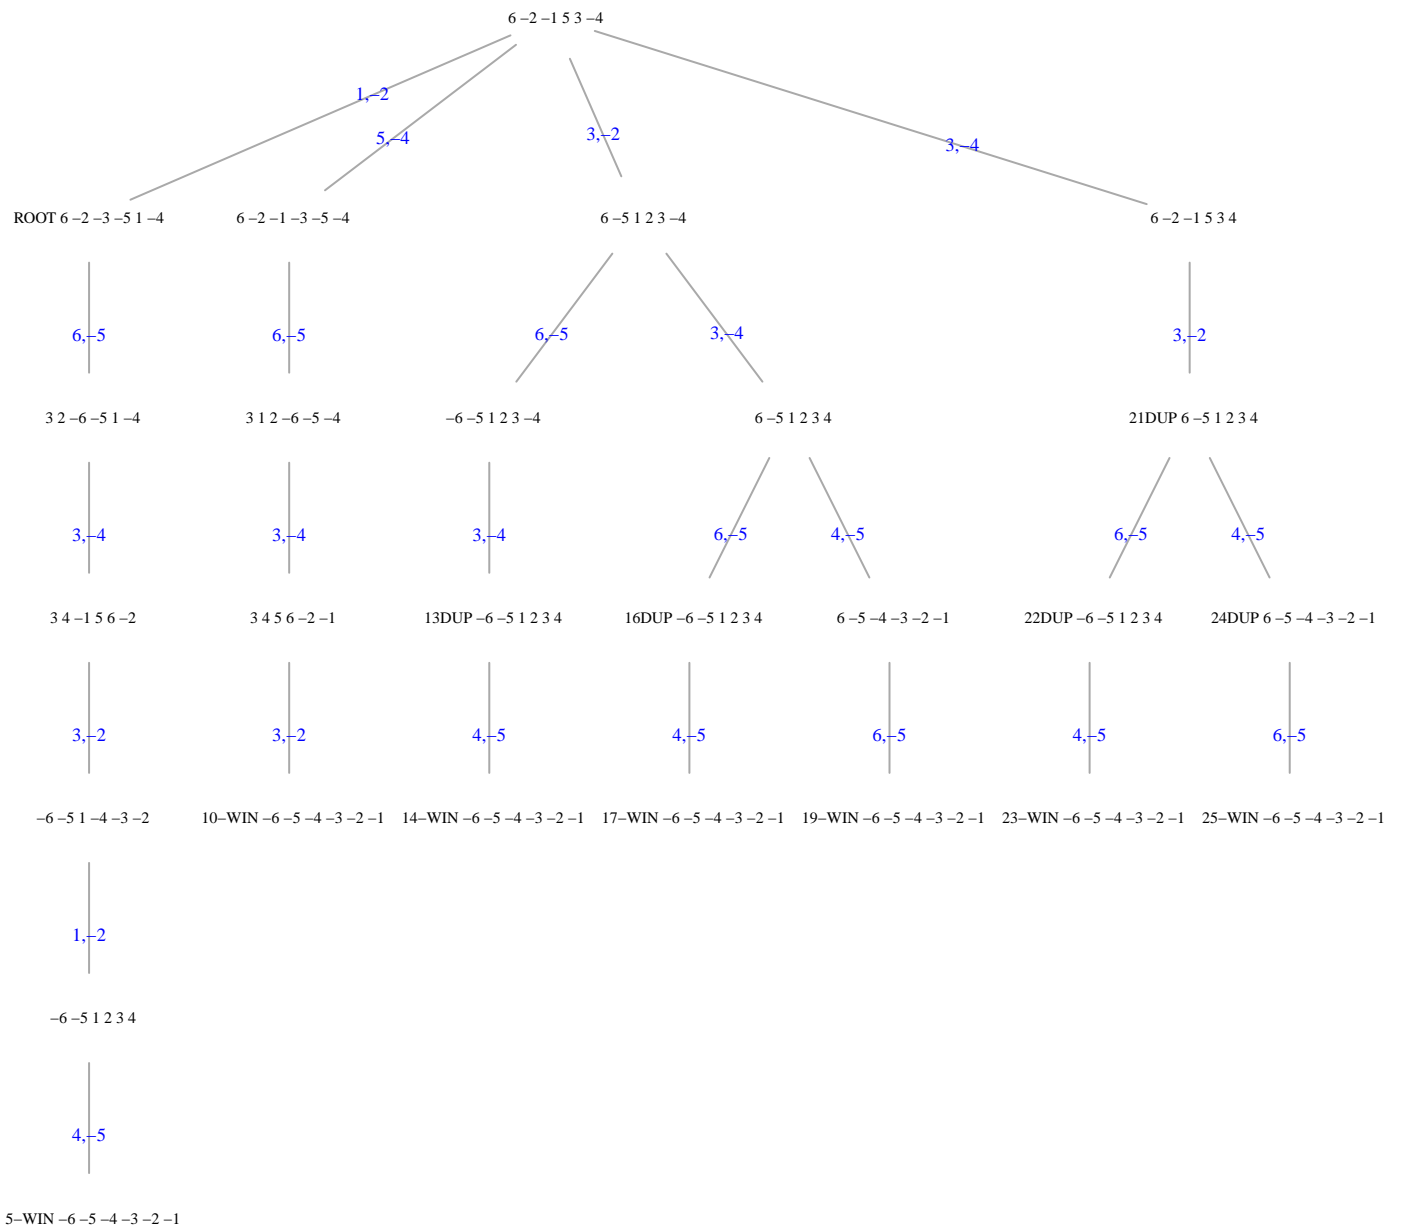 6 –2 –1 5 3 –4
1,–2
5,–4
3,–2
3,–4
ROOT 6 –2 –3 –5 1 –4
6 –2 –1 –3 –5 –4
6 –5 1 2 3 –4
6 –2 –1 5 3 4
6,–5
6,–5
6,–5
3,–4
3,–2
3 2 –6 –5 1 –4
3 1 2 –6 –5 –4
–6 –5 1 2 3 –4
6 –5 1 2 3 4
21DUP 6 –5 1 2 3 4
3,–4
3,–4
3,–4
6,–5
4,–5
6,–5
4,–5
3 4 –1 5 6 –2
3 4 5 6 –2 –1
13DUP –6 –5 1 2 3 4
16DUP –6 –5 1 2 3 4
6 –5 –4 –3 –2 –1
22DUP –6 –5 1 2 3 4
24DUP 6 –5 –4 –3 –2 –1
3,–2
3,–2
4,–5
4,–5
6,–5
4,–5
6,–5
–6 –5 1 –4 –3 –2
10–WIN –6 –5 –4 –3 –2 –1
14–WIN –6 –5 –4 –3 –2 –1
17–WIN –6 –5 –4 –3 –2 –1
19–WIN –6 –5 –4 –3 –2 –1
23–WIN –6 –5 –4 –3 –2 –1
25–WIN –6 –5 –4 –3 –2 –1
1,–2
–6 –5 1 2 3 4
4,–5
5–WIN –6 –5 –4 –3 –2 –1